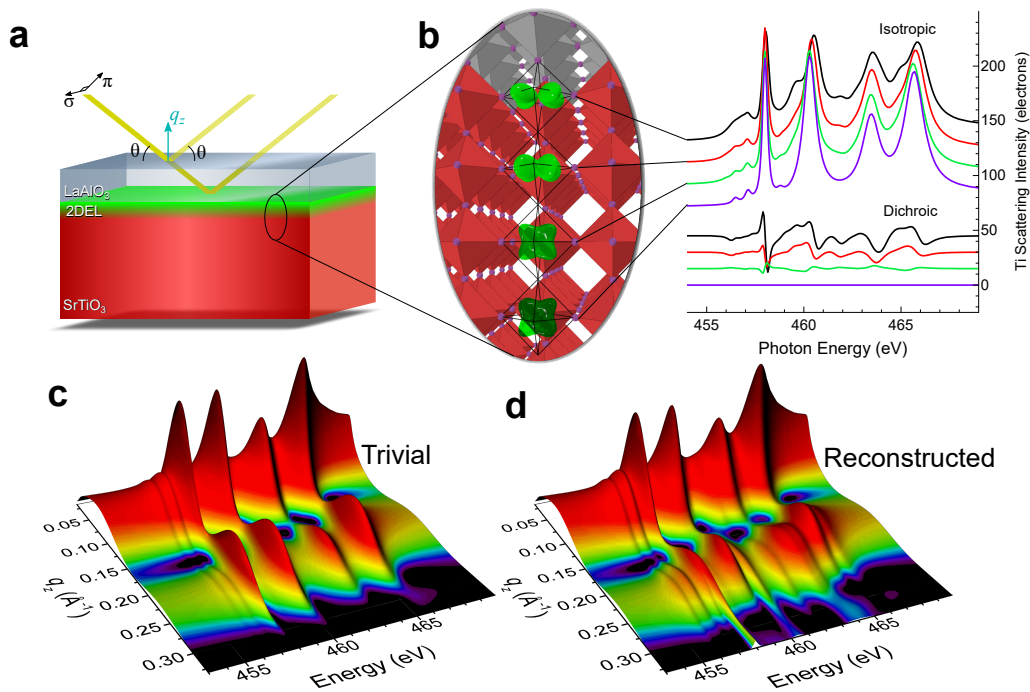 a
σ
π
q_z
θ
θ
LaAlO₃
2DEL
SrTiO₃
b
Isotropic
Dichroic
200
150
100
50
0
Ti Scattering Intensity (electrons)
455
460
465
Photon Energy (eV)
c
Trivial
0.05
0.10
0.15
0.20
0.25
0.30
q_z (Å⁻¹)
455
460
465
Energy (eV)
d
Reconstructed
0.05
0.10
0.15
0.20
0.25
0.30
q_z (Å⁻¹)
455
460
465
Energy (eV)